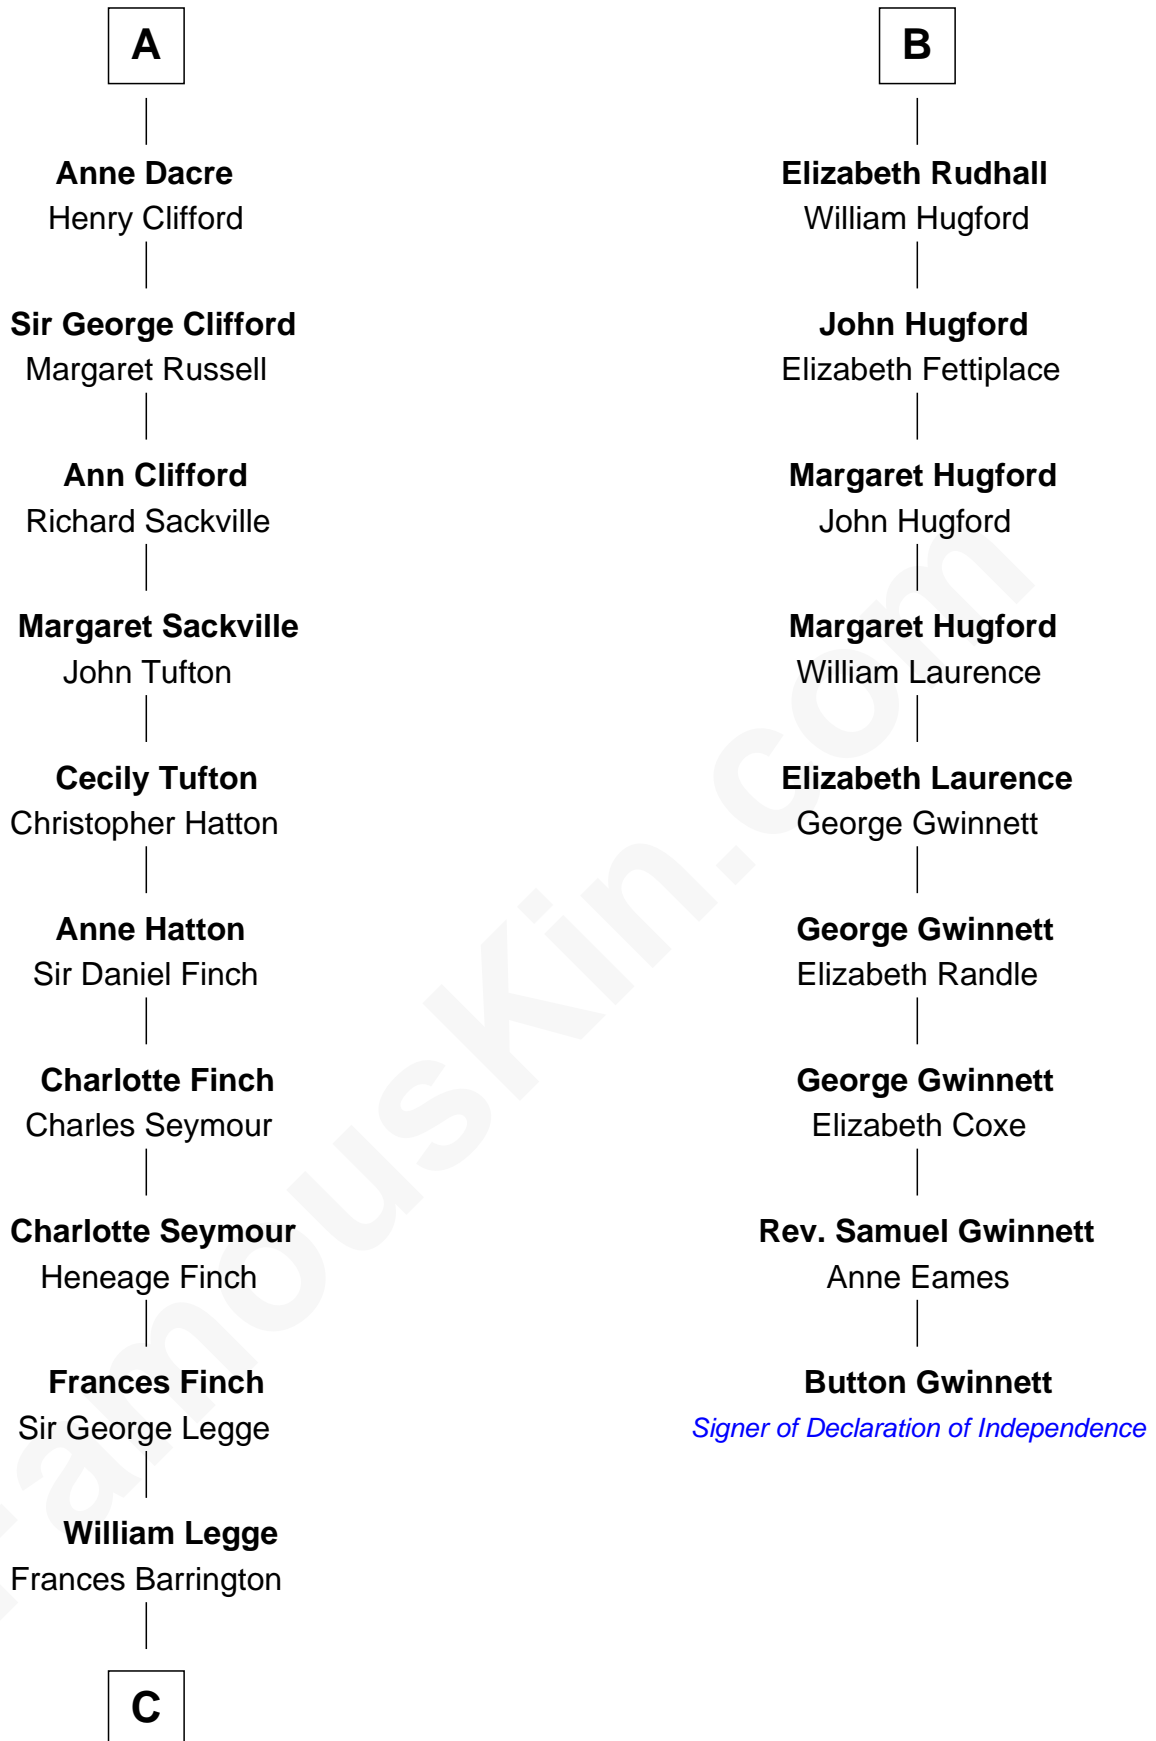 A
Anne Dacre
Henry Clifford
Sir George Clifford
Margaret Russell
Ann Clifford
Richard Sackville
Margaret Sackville
John Tufton
Cecily Tufton
Christopher Hatton
Anne Hatton
Sir Daniel Finch
Charlotte Finch
Charles Seymour
Charlotte Seymour
Heneage Finch
Frances Finch
Sir George Legge
William Legge
Frances Barrington
C
B
Elizabeth Rudhall
William Hugford
John Hugford
Elizabeth Fettiplace
Margaret Hugford
John Hugford
Margaret Hugford
William Laurence
Elizabeth Laurence
George Gwinnett
George Gwinnett
Elizabeth Randle
George Gwinnett
Elizabeth Coxe
Rev. Samuel Gwinnett
Anne Eames
Button Gwinnett
Signer of Declaration of Independence
FamousKin.com